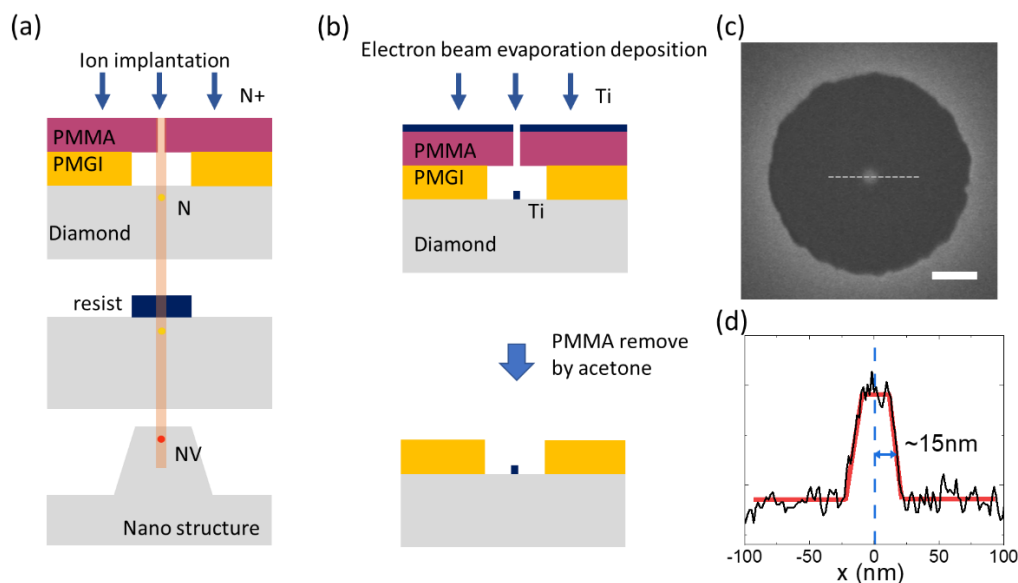 (a)
Ion implantation
N+
PMMA
PMGI
N
Diamond
resist
NV
Nano structure
(b)
Electron beam evaporation deposition
Ti
PMMA
PMGI
Ti
Diamond
PMMA remove
by acetone
(c)
(d)
~15nm
-100 -50 0 50 100
x (nm)